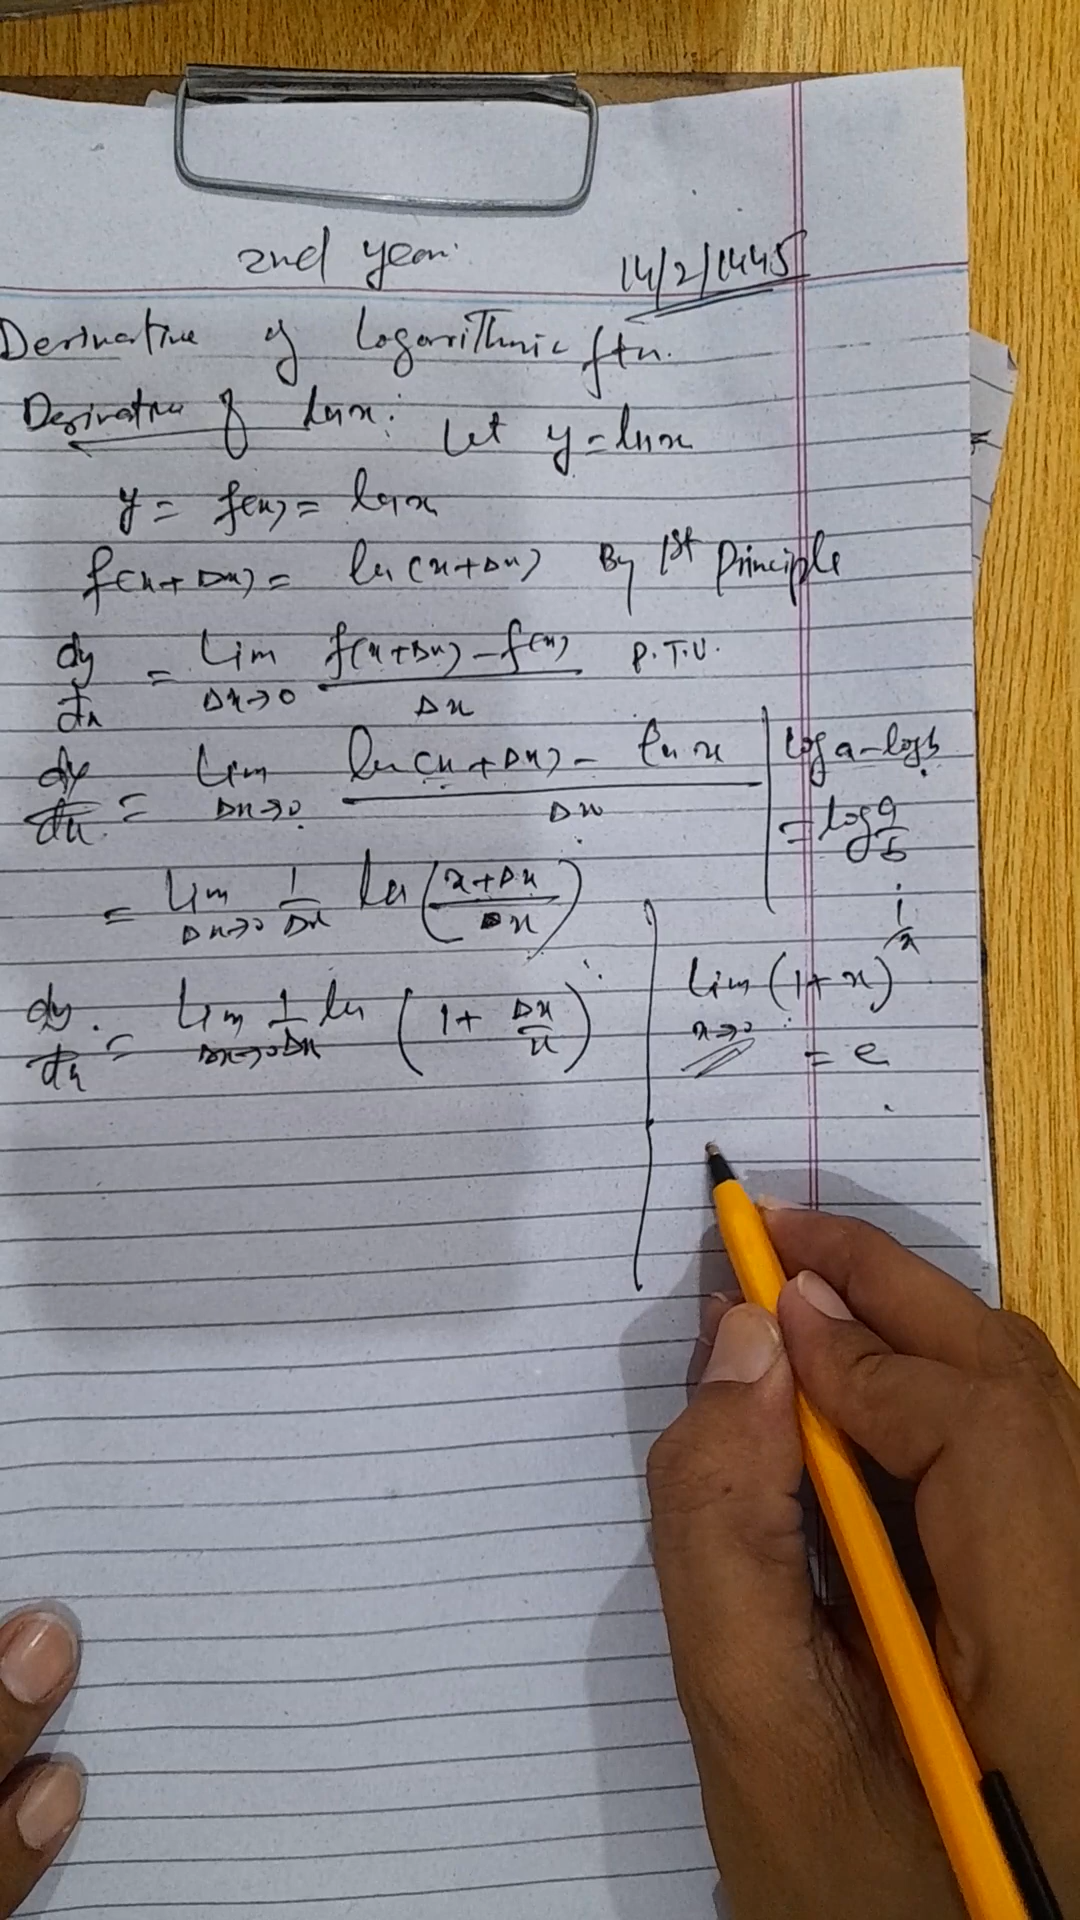 2nd year
14/2/1445
Derivative of Logarithmic ftn.
Derivative of lnx: Let y=lnx
y = f(x) = lnx
f(x+Δx) = ln(x+Δx) By 1st Principle
dy/dx = Lim Δx→0 f(x+Δx)-f(x)/Δx P.T.V.
dy/dx = Lim Δx→0 ln(x+Δx) - lnx/Δx
log a - log b
= log a/b
= Lim Δx→0 1/Δx ln(x+Δx/x)
dy/dx = Lim Δx→0 1/Δx ln(1+ Δx/x)
Lim x→0 (1+x)^1/x
= e